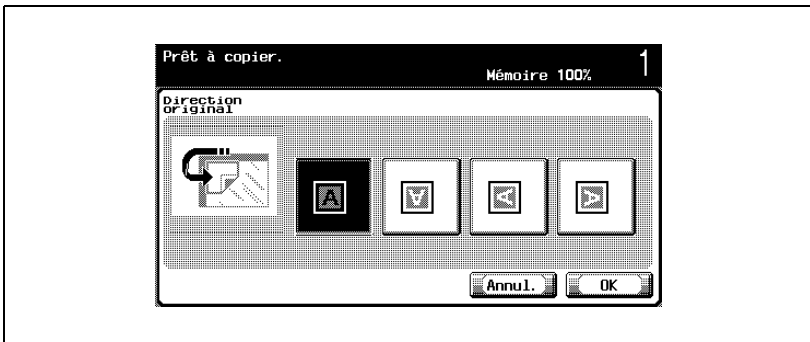 Prêt à copier.
1
Mémoire 100%
Direction
original
A A A A
Annul. OK